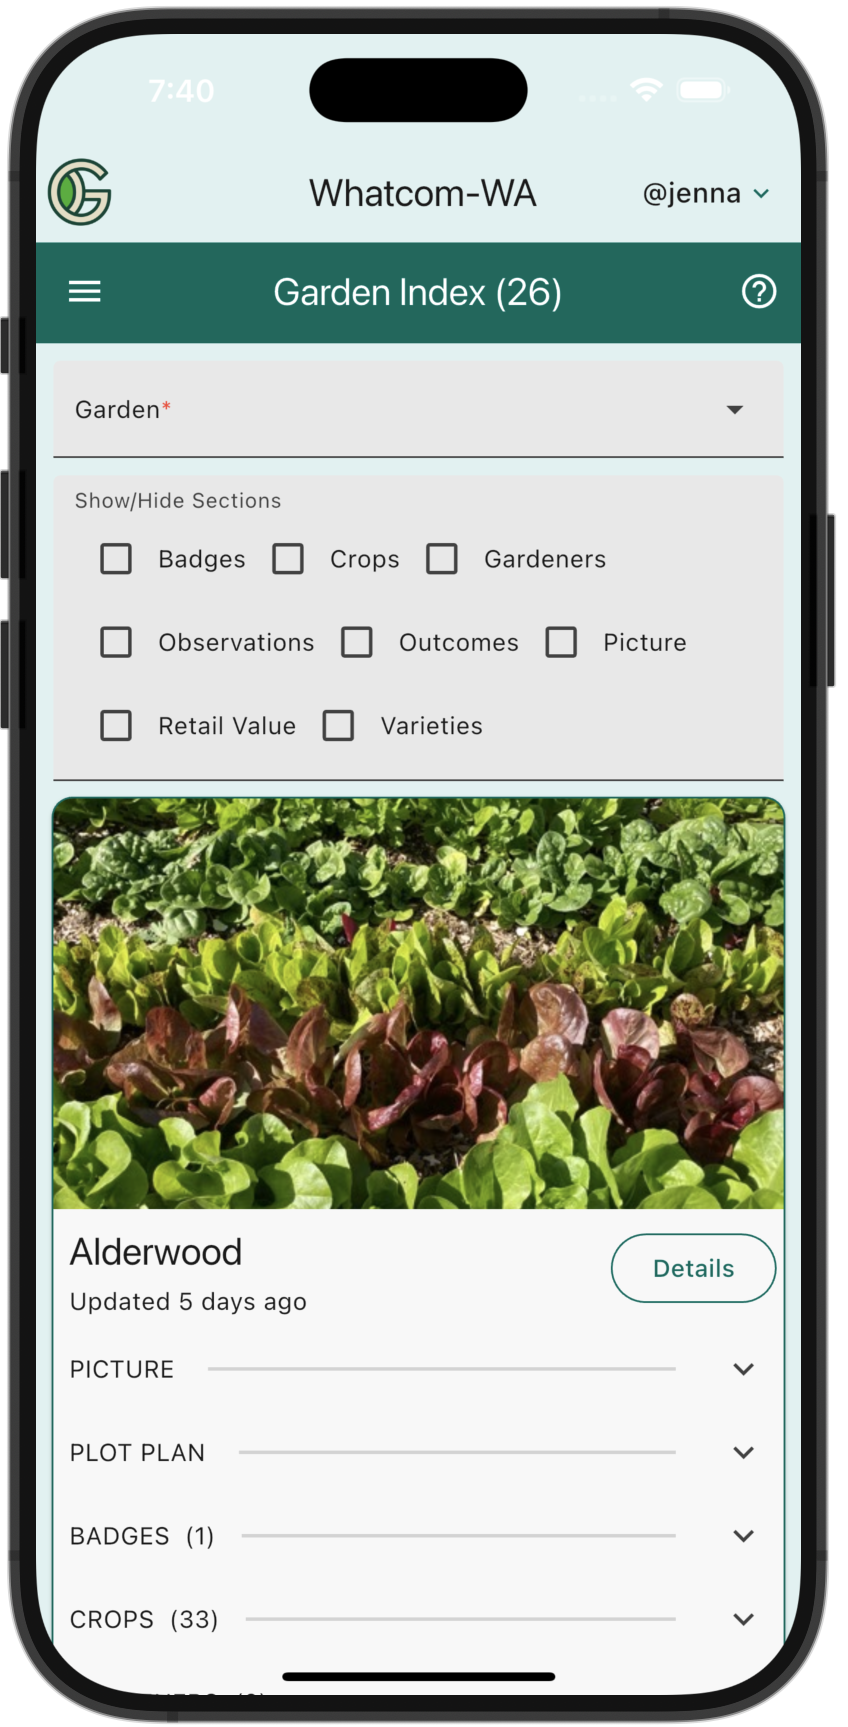 7:40
Whatcom-WA @jenna
Garden Index (26)
Garden*
Show/Hide Sections
Badges Crops Gardeners
Observations Outcomes Picture
Retail Value Varieties
Alderwood
Details
Updated 5 days ago
PICTURE
PLOT PLAN
BADGES (1)
CROPS (33)